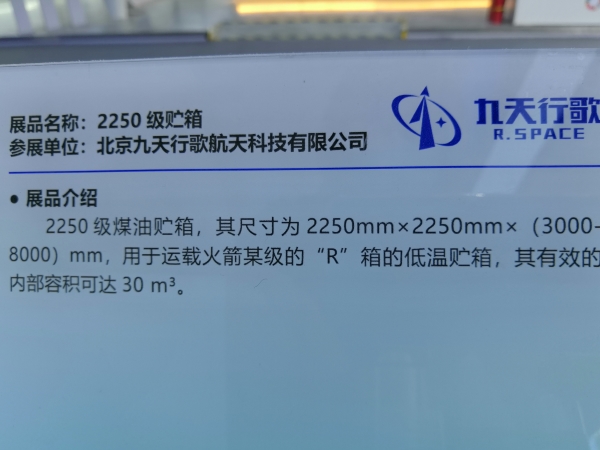 展品名称：2250 级贮箱
九天行歌
R.SPACE
参展单位：北京九天行歌航天科技有限公司
● 展品介绍
2250 级煤油贮箱，其尺寸为 2250mm×2250mm×（3000-
8000）mm，用于运载火箭某级的“R”箱的低温贮箱，其有效的
内部容积可达 30 m³。